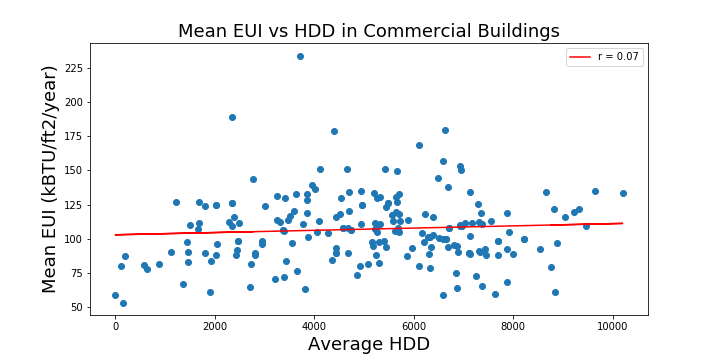 Mean EUI vs HDD in Commercial Buildings
r = 0.07
Mean EUI (kBTU/ft2/year)
225
200
175
150
125
100
75
50
0 2000 4000 6000 8000 10000
Average HDD